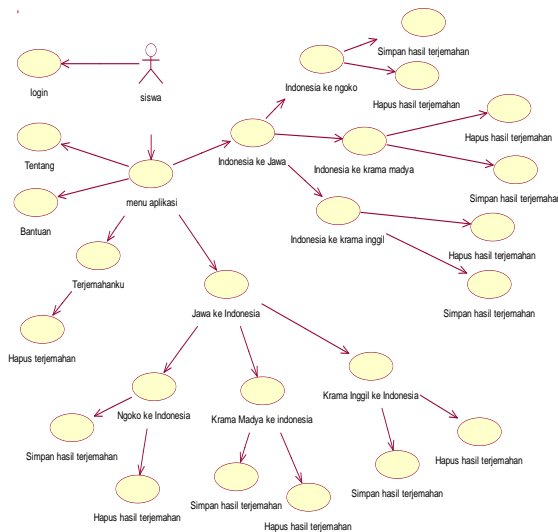 Simpan hasil terjemahan
Indonesia ke ngoko
login
siswa
Hapus hasil terjemahan
Hapus hasil terjemahan
Tentang
Indonesia ke Jawa
Indonesia ke krama madya
menu aplikasi
Simpan hasil terjemahan
Bantuan
Indonesia ke krama inggil
Hapus hasil terjemahan
Terjemahanku
Simpan hasil terjemahan
Jawa ke Indonesia
Hapus terjemahan
Ngoko ke Indonesia
Krama Madya ke indonesia
Krama Inggil ke Indonesia
Simpan hasil terjemahan
Hapus hasil terjemahan
Simpan hasil terjemahan
Simpan hasil terjemahan
Hapus hasil terjemahan
Hapus hasil terjemahan